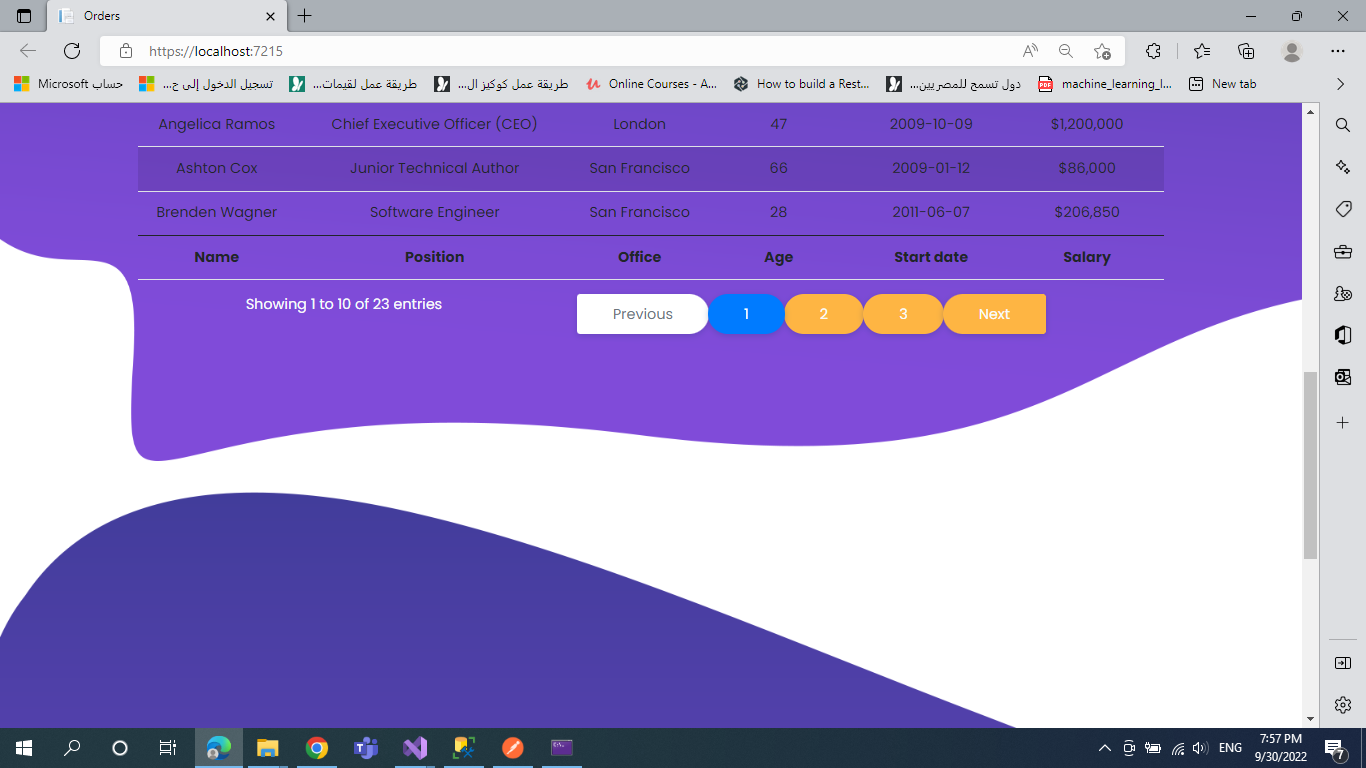 Orders
https://localhost:7215
Microsoft حساب
تسجيل الدخول إلى ح...
طريقة عمل لقيمات...
طريقة عمل كوكيز ال...
Online Courses - A...
How to build a Rest...
دول تسمح للمصريين...
machine_learning_l...
New tab
Angelica Ramos Chief Executive Officer (CEO) London 47 2009-10-09 $1,200,000
Ashton Cox Junior Technical Author San Francisco 66 2009-01-12 $86,000
Brenden Wagner Software Engineer San Francisco 28 2011-06-07 $206,850
Name Position Office Age Start date Salary
Showing 1 to 10 of 23 entries Previous 1 2 3 Next
ENG
7:57 PM
9/30/2022
7